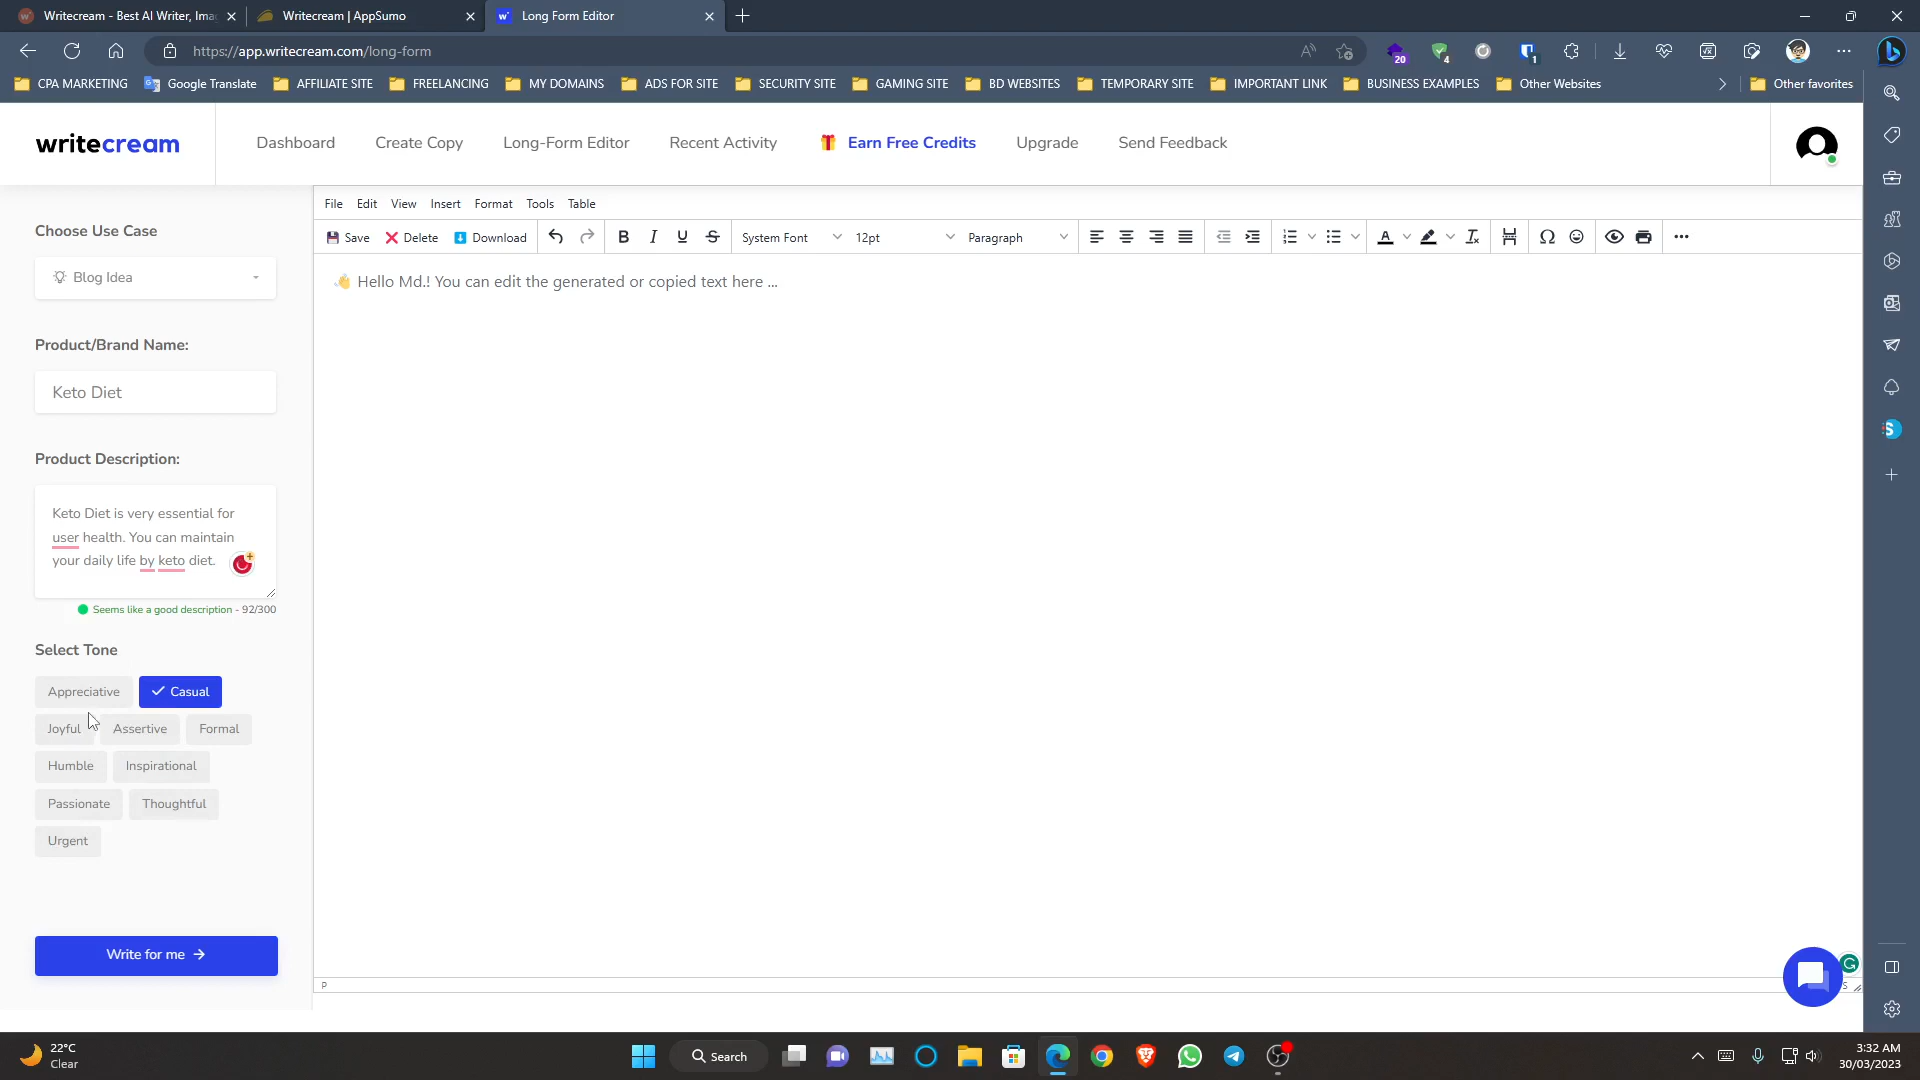 Writecream - Best AI Writer, Ima
Writecream | AppSumo
Long Form Editor
https://app.writecream.com/long-form
20
4
1
CPA MARKETING
Google Translate
AFFILIATE SITE
FREELANCING
MY DOMAINS
ADS FOR SITE
SECURITY SITE
GAMING SITE
BD WEBSITES
TEMPORARY SITE
IMPORTANT LINK
BUSINESS EXAMPLES
Other Websites
Other favorites
writecream
Dashboard
Create Copy
Long-Form Editor
Recent Activity
Earn Free Credits
Upgrade
Send Feedback
File Edit View Insert Format Tools Table
Save Delete Download B I U S System Font 12pt Paragraph
Choose Use Case
Blog Idea
👋 Hello Md.! You can edit the generated or copied text here ...
Product/Brand Name:
Keto Diet
Product Description:
Keto Diet is very essential for
user health. You can maintain
your daily life by keto diet.
Seems like a good description - 92/300
Select Tone
Appreciative
✓ Casual
Joyful
Assertive
Formal
Humble
Inspirational
Passionate
Thoughtful
Urgent
Write for me →
P
22°C
Clear
Search
3:32 AM
30/03/2023